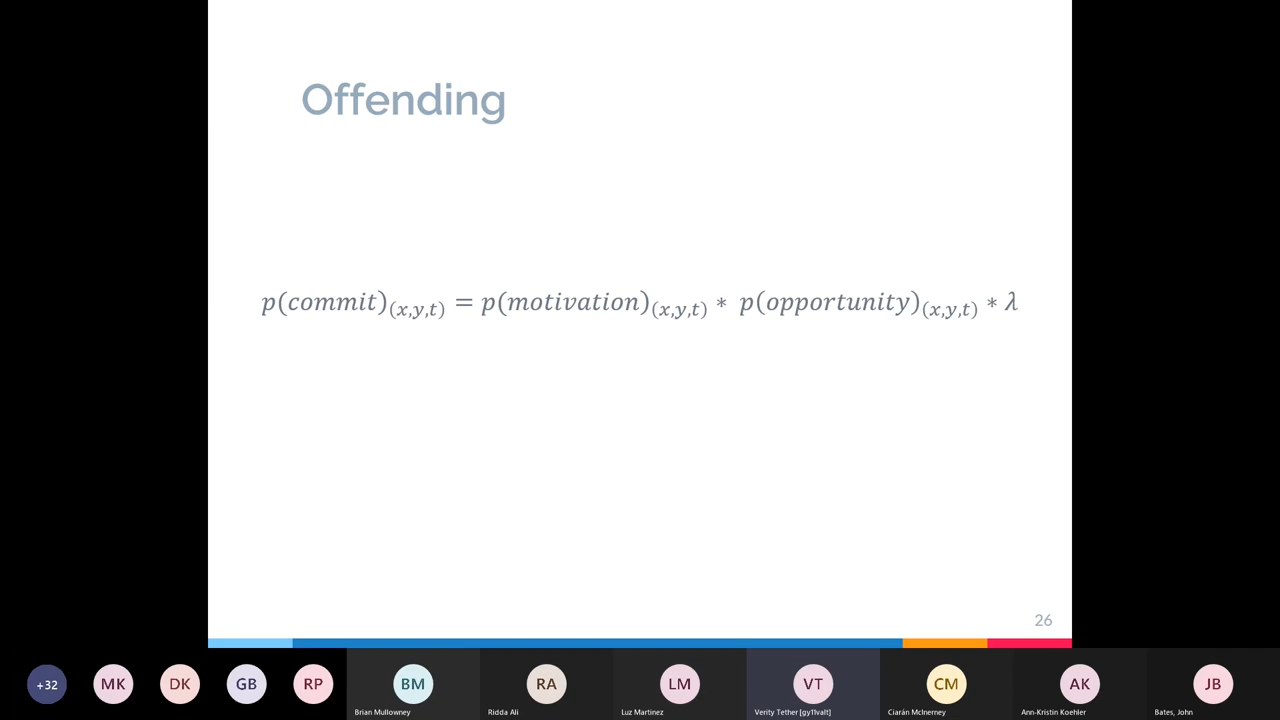 Offending
p(commit)₍ₓ,y,t₎ = p(motivation)₍ₓ,y,t₎ * p(opportunity)₍ₓ,y,t₎ * λ
26
+32 MK DK GB RP BM RA LM VT CM AK JB
Brian Mullowney Ridda Ali Luz Martinez Verity Tether [gy11valt] Ciarán McInerney Ann-Kristin Koehler Bates, John